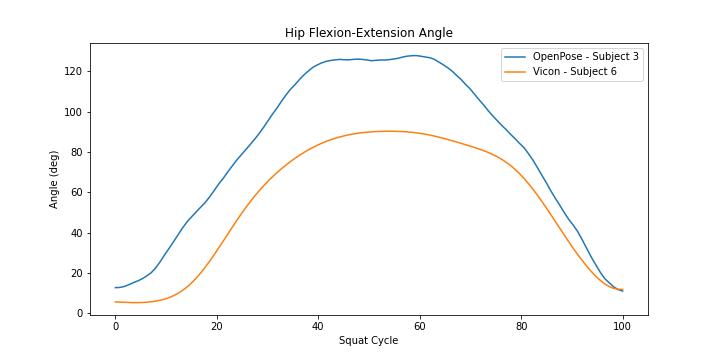 Hip Flexion-Extension Angle
OpenPose - Subject 3
Vicon - Subject 6
Angle (deg)
120
100
80
60
40
20
0
0 20 40 60 80 100
Squat Cycle